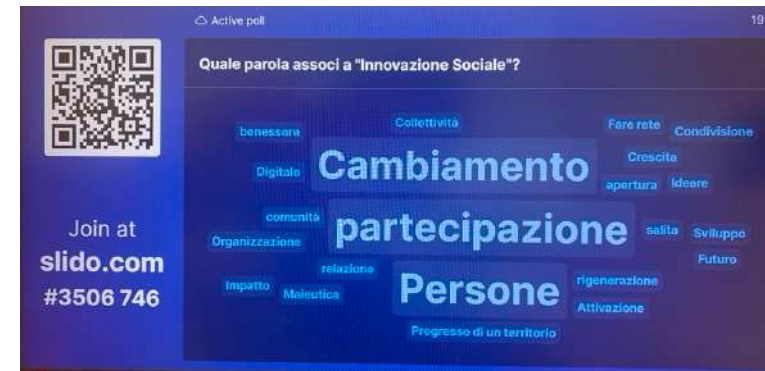 Active poll
19
Quale parola associ a "Innovazione Sociale"?
Collettività
benessere
Fare rete
Condivisione
Cambiamento
Crescita
Digitale
apertura
Ideare
comunità
partecipazione
salita
Sviluppo
Organizzazione
Futuro
relazione
Persone
rigenerazione
Impatto
Maieutica
Attivazione
Progresso di un territorio
Join at
slido.com
#3506 746